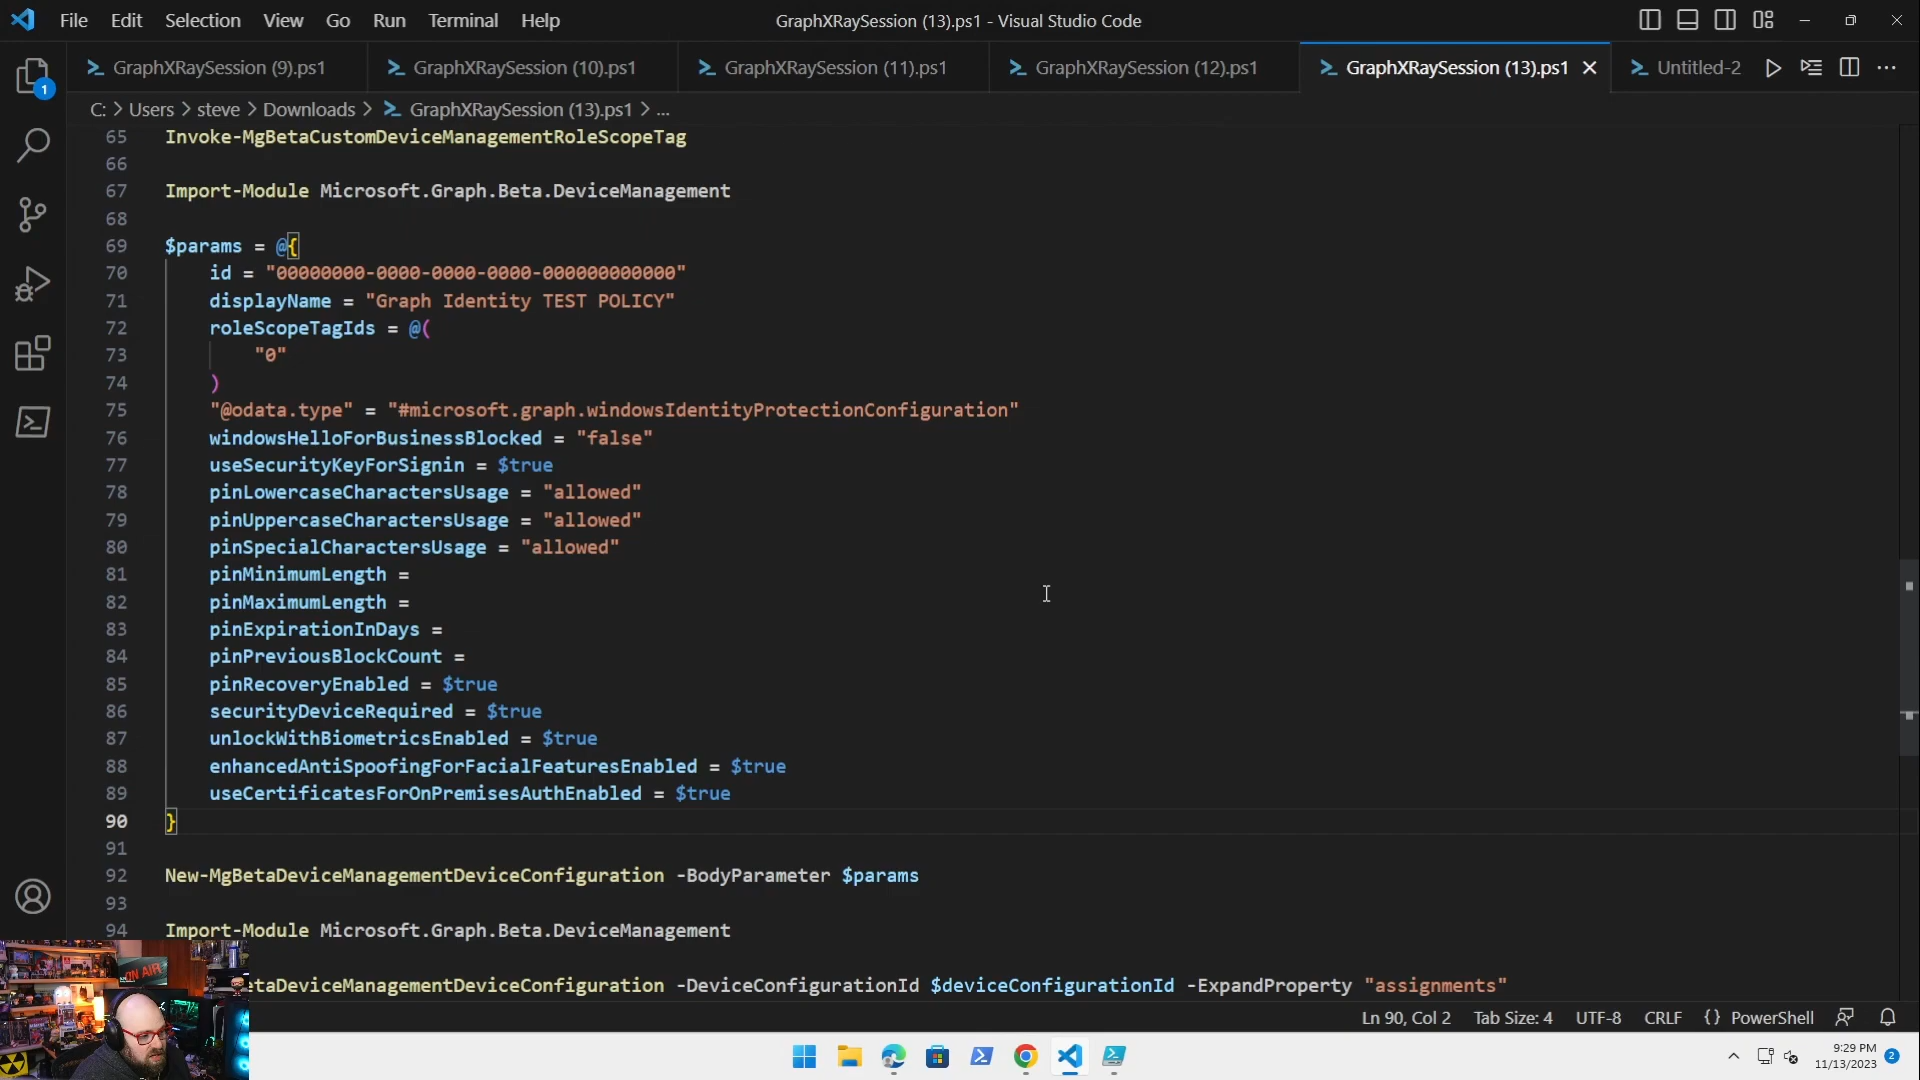 File Edit Selection View Go Run Terminal Help
GraphXRaySession (13).ps1 - Visual Studio Code
GraphXRaySession (9).ps1
GraphXRaySession (10).ps1
GraphXRaySession (11).ps1
GraphXRaySession (12).ps1
GraphXRaySession (13).ps1
Untitled-2
1
C: > Users > steve > Downloads > GraphXRaySession (13).ps1 > ...
65 Invoke-MgBetaCustomDeviceManagementRoleScopeTag
66
67 Import-Module Microsoft.Graph.Beta.DeviceManagement
68
69 $params = @{
70 id = "00000000-0000-0000-0000-000000000000"
71 displayName = "Graph Identity TEST POLICY"
72 roleScopeTagIds = @(
73 "0"
74 )
75 "@odata.type" = "#microsoft.graph.windowsIdentityProtectionConfiguration"
76 windowsHelloForBusinessBlocked = "false"
77 useSecurityKeyForSignin = $true
78 pinLowercaseCharactersUsage = "allowed"
79 pinUppercaseCharactersUsage = "allowed"
80 pinSpecialCharactersUsage = "allowed"
81 pinMinimumLength =
82 pinMaximumLength =
83 pinExpirationInDays =
84 pinPreviousBlockCount =
85 pinRecoveryEnabled = $true
86 securityDeviceRequired = $true
87 unlockWithBiometricsEnabled = $true
88 enhancedAntiSpoofingForFacialFeaturesEnabled = $true
89 useCertificatesForOnPremisesAuthEnabled = $true
90 }
91
92 New-MgBetaDeviceManagementDeviceConfiguration -BodyParameter $params
93
94 Import-Module Microsoft.Graph.Beta.DeviceManagement
etaDeviceManagementDeviceConfiguration -DeviceConfigurationId $deviceConfigurationId -ExpandProperty "assignments"
ON AIR
Ln 90, Col 2 Tab Size: 4 UTF-8 CRLF {} PowerShell
9:29 PM
11/13/2023
2